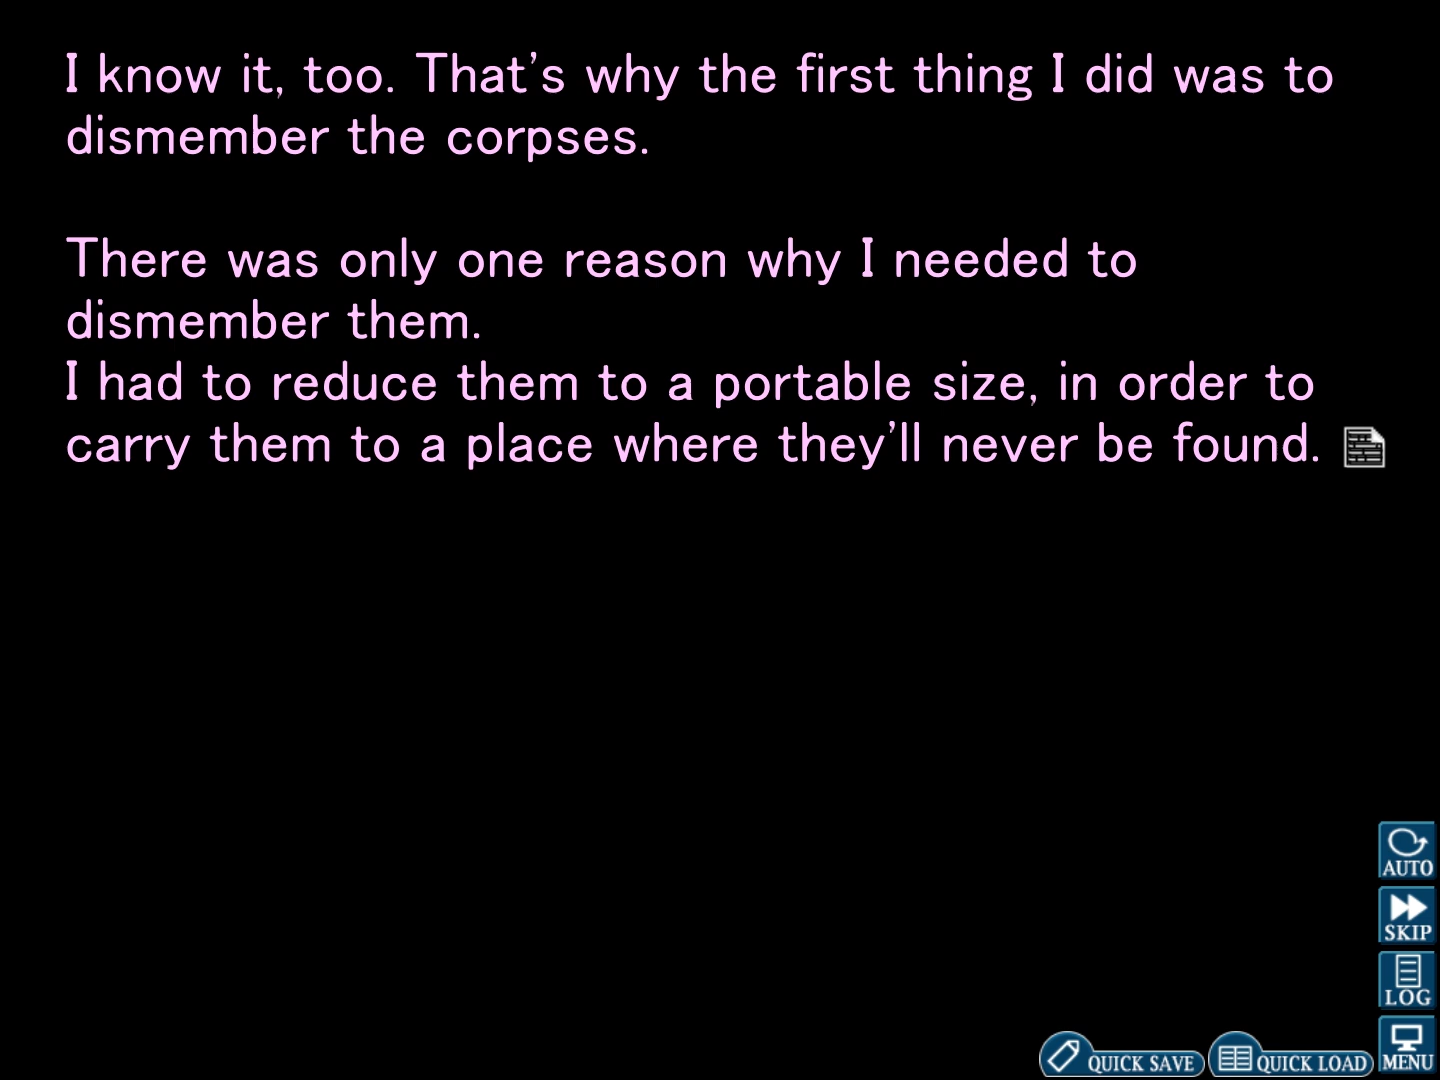 I know it, too. That’s why the first thing I did was to
dismember the corpses.
There was only one reason why I needed to
dismember them.
I had to reduce them to a portable size, in order to
carry them to a place where they’ll never be found.
AUTO
SKIP
LOG
QUICK SAVE
QUICK LOAD
MENU